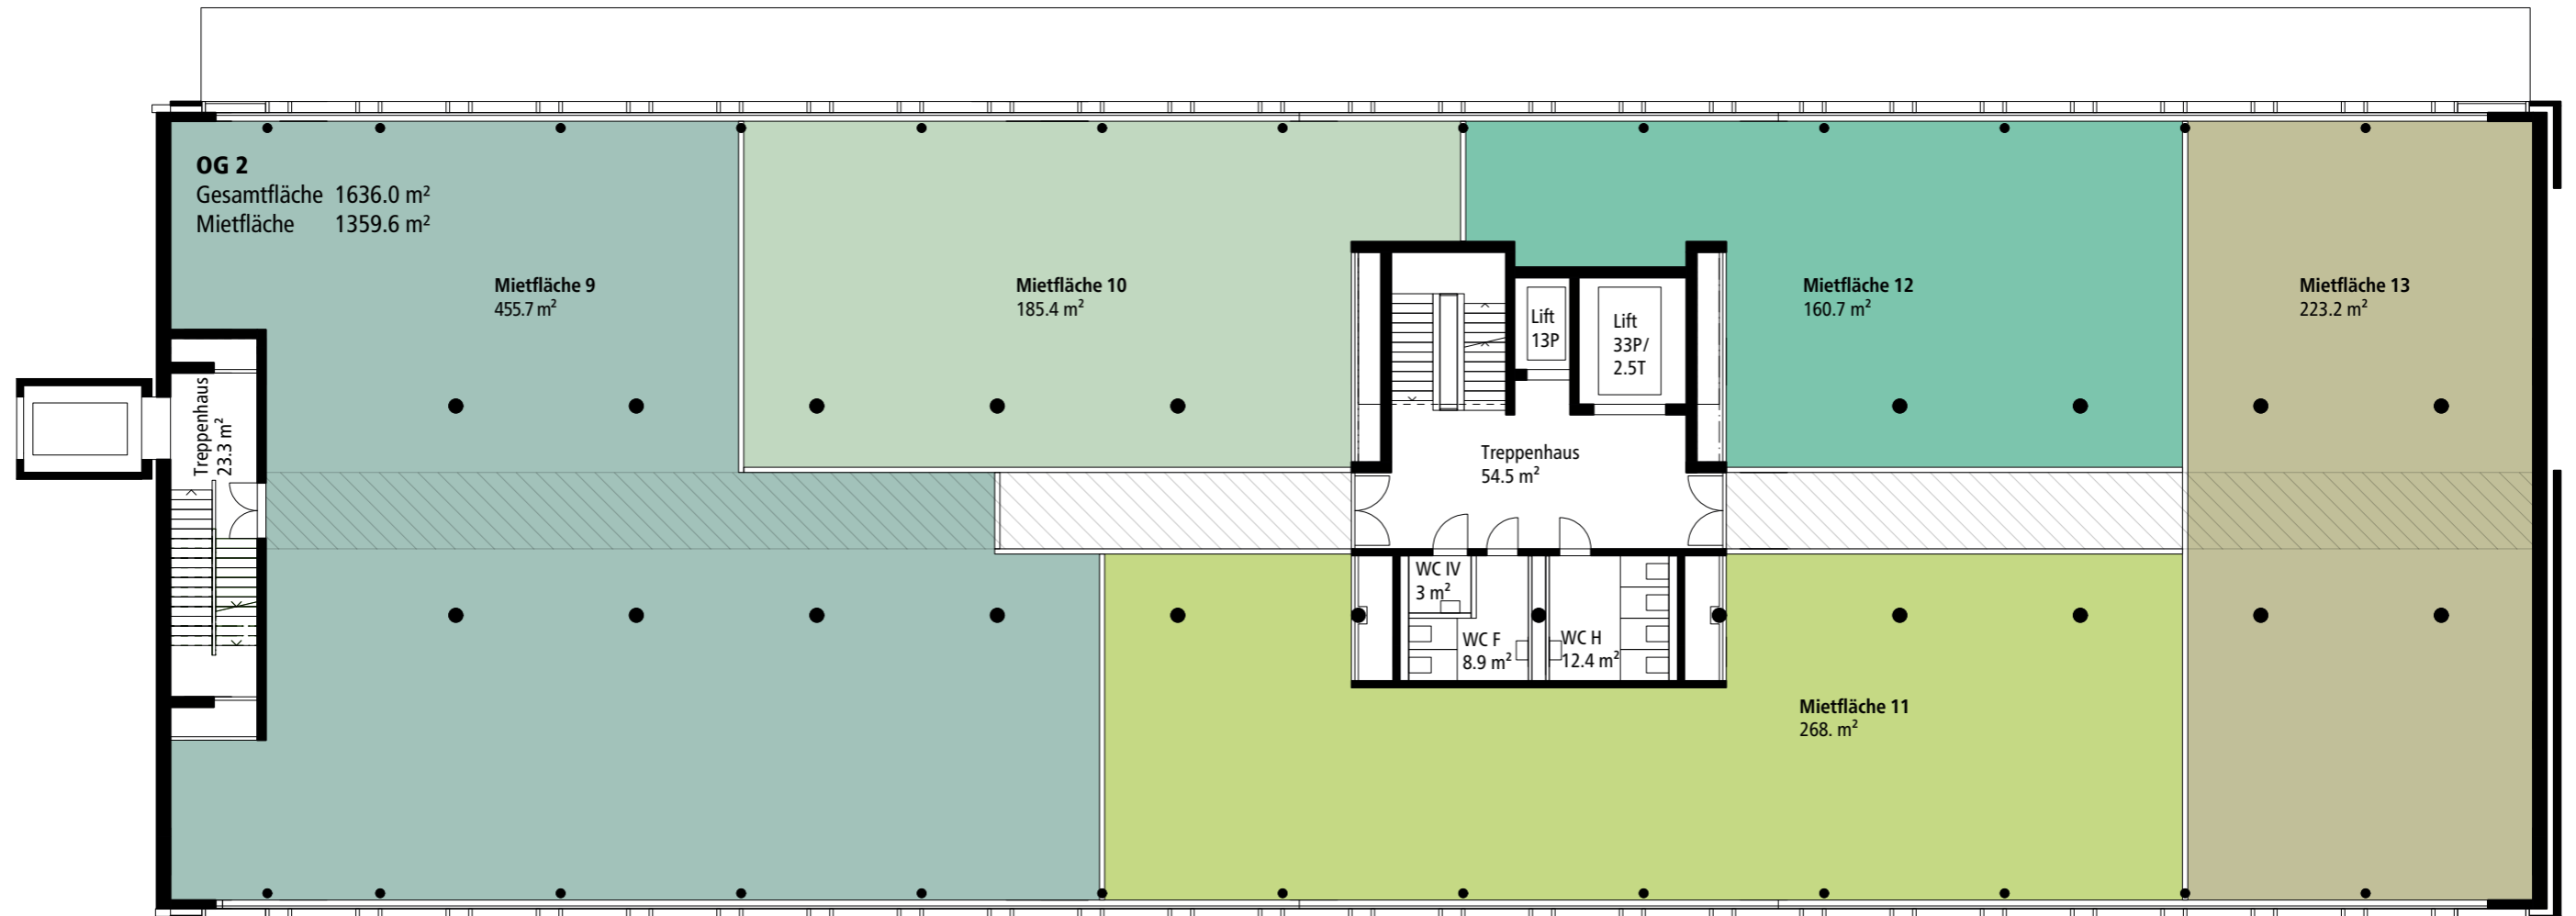 OG 2
Gesamtfläche 1636.0 m²
Mietfläche 1359.6 m²
Mietfläche 9
455.7 m²
Mietfläche 10
185.4 m²
Mietfläche 12
160.7 m²
Mietfläche 13
223.2 m²
Lift
13P
Lift
33P/
2.5T
Treppenhaus
23.3 m²
Treppenhaus
54.5 m²
WC IV
3 m²
WC F
8.9 m²
WC H
12.4 m²
Mietfläche 11
268. m²